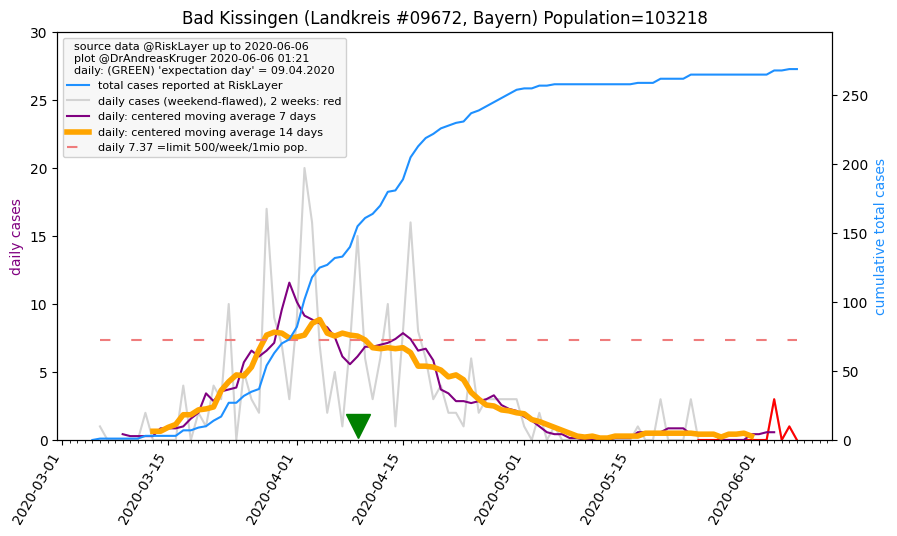 Bad Kissingen (Landkreis #09672, Bayern) Population=103218
source data @RiskLayer up to 2020-06-06
plot @DrAndreasKruger 2020-06-06 01:21
daily: (GREEN) 'expectation day' = 09.04.2020
total cases reported at RiskLayer
daily cases (weekend-flawed), 2 weeks: red
daily: centered moving average 7 days
daily: centered moving average 14 days
daily 7.37 =limit 500/week/1mio pop.
daily cases
30
25
20
15
10
5
0
cumulative total cases
250
200
150
100
50
0
2020-03-01
2020-03-15
2020-04-01
2020-04-15
2020-05-01
2020-05-15
2020-06-01